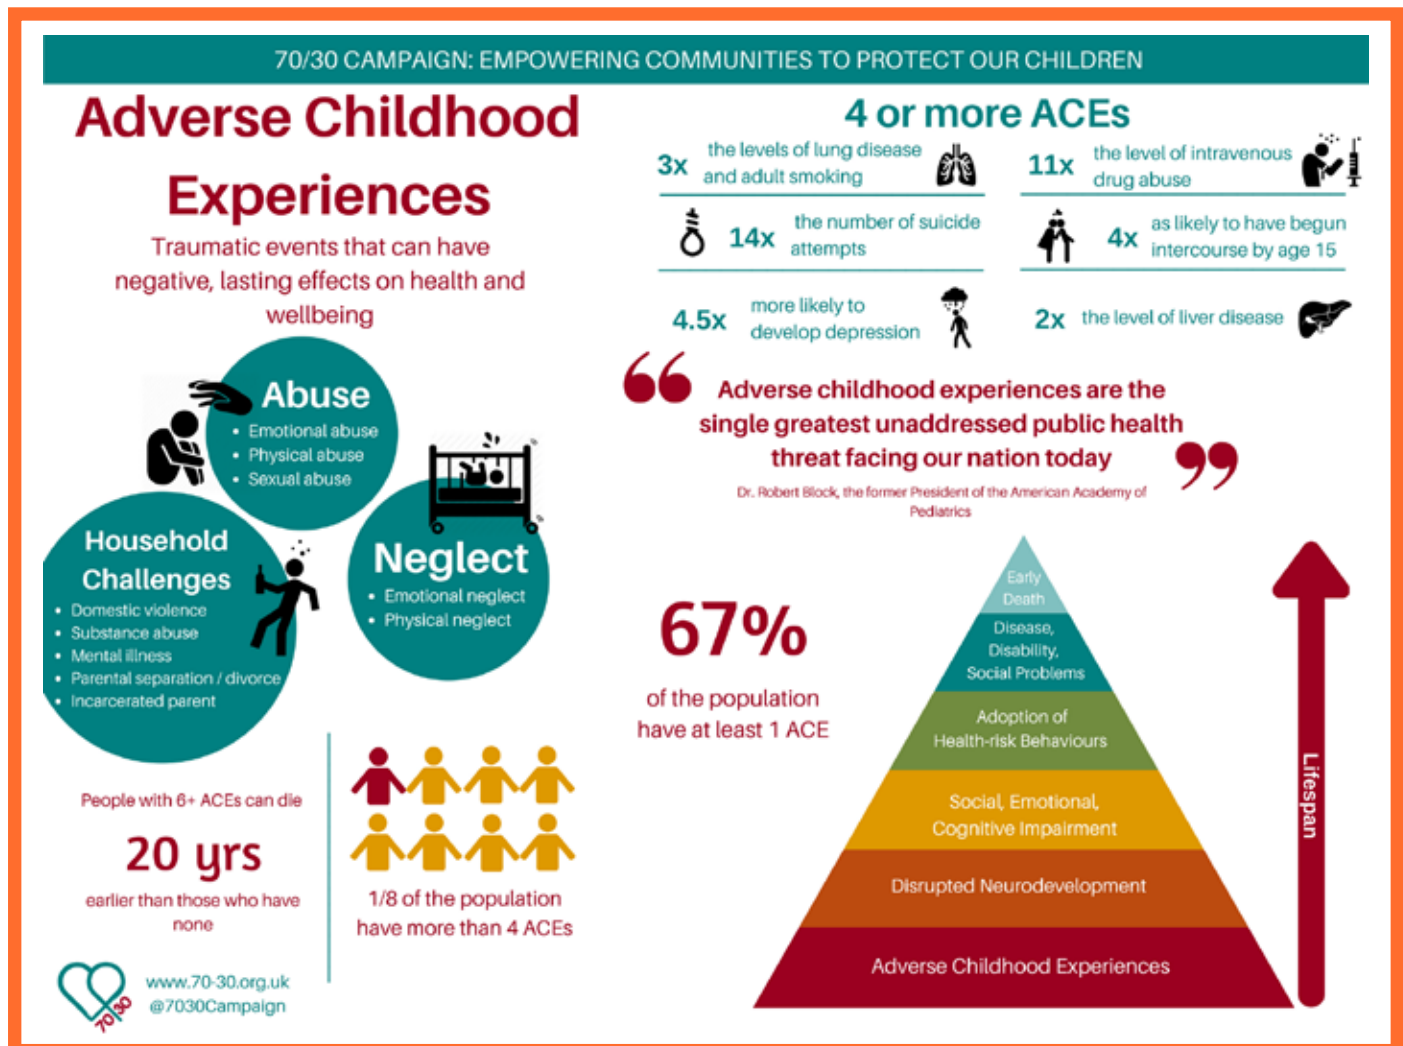 70/30 CAMPAIGN: EMPOWERING COMMUNITIES TO PROTECT OUR CHILDREN
Adverse Childhood
Experiences
Traumatic events that can have
negative, lasting effects on health and
wellbeing
Abuse
• Emotional abuse
• Physical abuse
• Sexual abuse
Household
Challenges
• Domestic violence
• Substance abuse
• Mental illness
• Parental separation / divorce
• Incarcerated parent
Neglect
• Emotional neglect
• Physical neglect
People with 6+ ACEs can die
20 yrs
earlier than those who have
none
1/8 of the population
have more than 4 ACEs
70/30
www.70-30.org.uk
@7030Campaign
4 or more ACEs
3x
the levels of lung disease
and adult smoking
11x
the level of intravenous
drug abuse
14x
the number of suicide
attempts
4x
as likely to have begun
intercourse by age 15
4.5x
more likely to
develop depression
2x
the level of liver disease
“Adverse childhood experiences are the
single greatest unaddressed public health
threat facing our nation today”
Dr. Robert Block, the former President of the American Academy of
Pediatrics
67%
of the population
have at least 1 ACE
Early
Death
Disease,
Disability,
Social Problems
Adoption of
Health-risk Behaviours
Social, Emotional,
Cognitive Impairment
Disrupted Neurodevelopment
Adverse Childhood Experiences
Lifespan